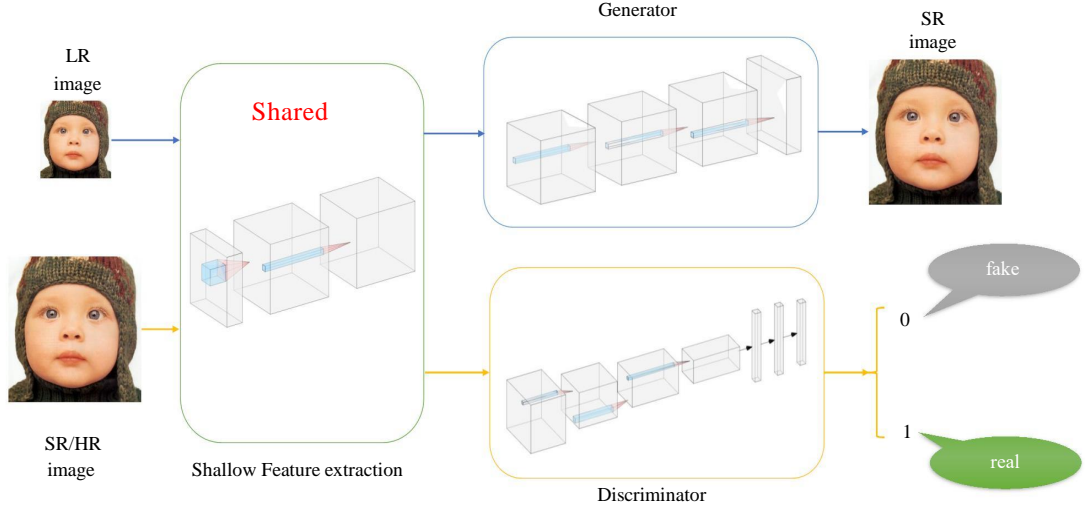 Generator
SR
image
LR
image
Shared
fake
0
SR/HR
image
1
real
Shallow Feature extraction
Discriminator